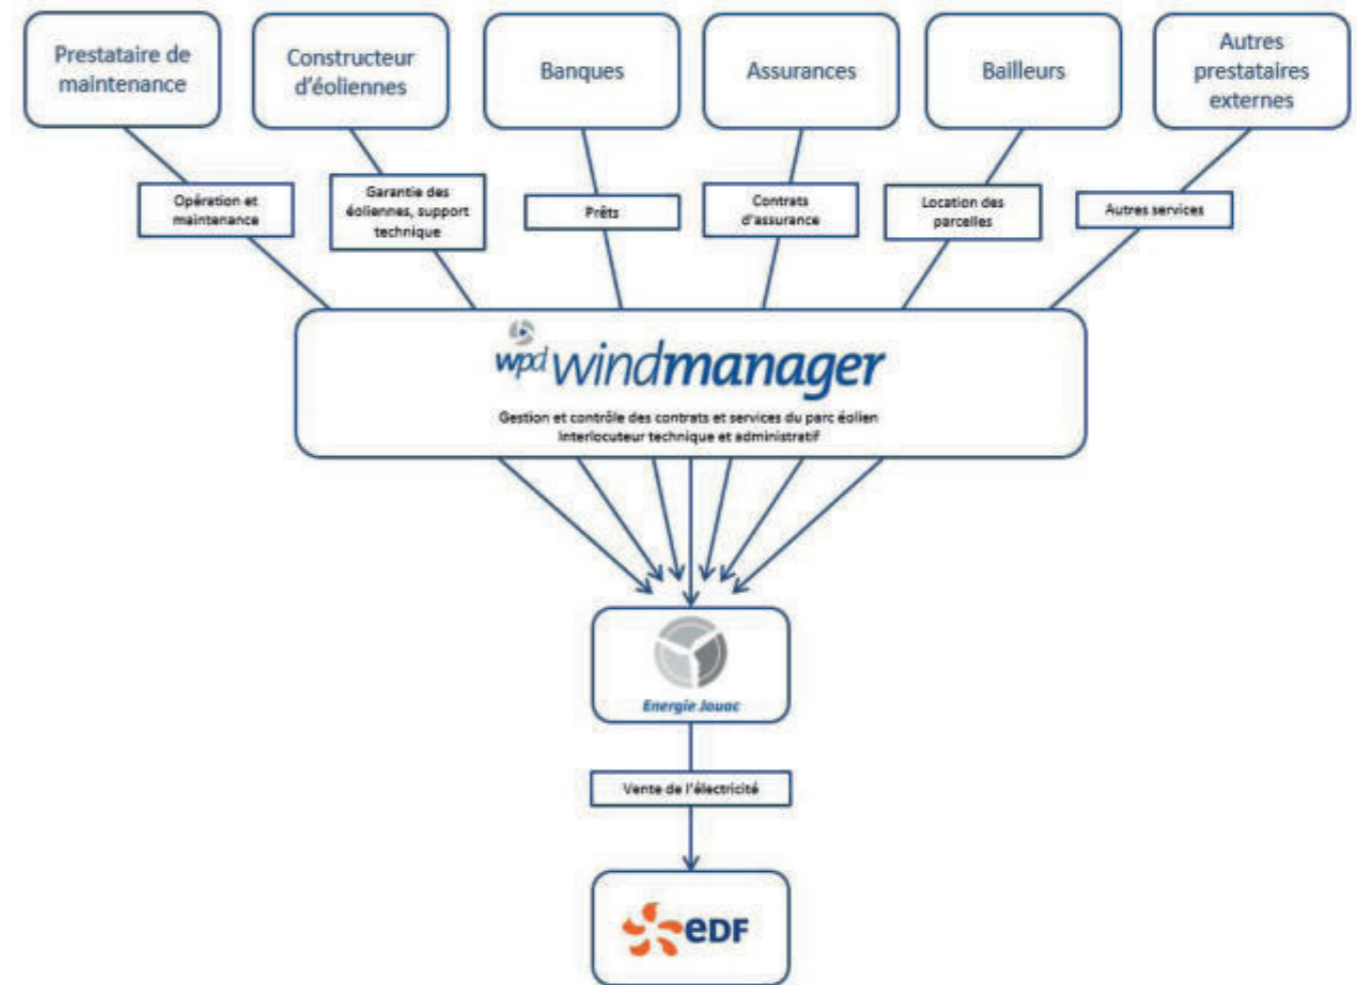 Prestataire de
maintenance
Constructeur
d'éoliennes
Banques
Assurances
Bailleurs
Autres
prestataires
externes
Opération et
maintenance
Garantie des
éoliennes, support
technique
Prêts
Contrats
d'assurance
Location des
parcelles
Autres services
wpd windmanager
Gestion et contrôle des contrats et services du parc éolien
Interlocuteur technique et administratif
Energie Jouac
Vente de l'électricité
eDF